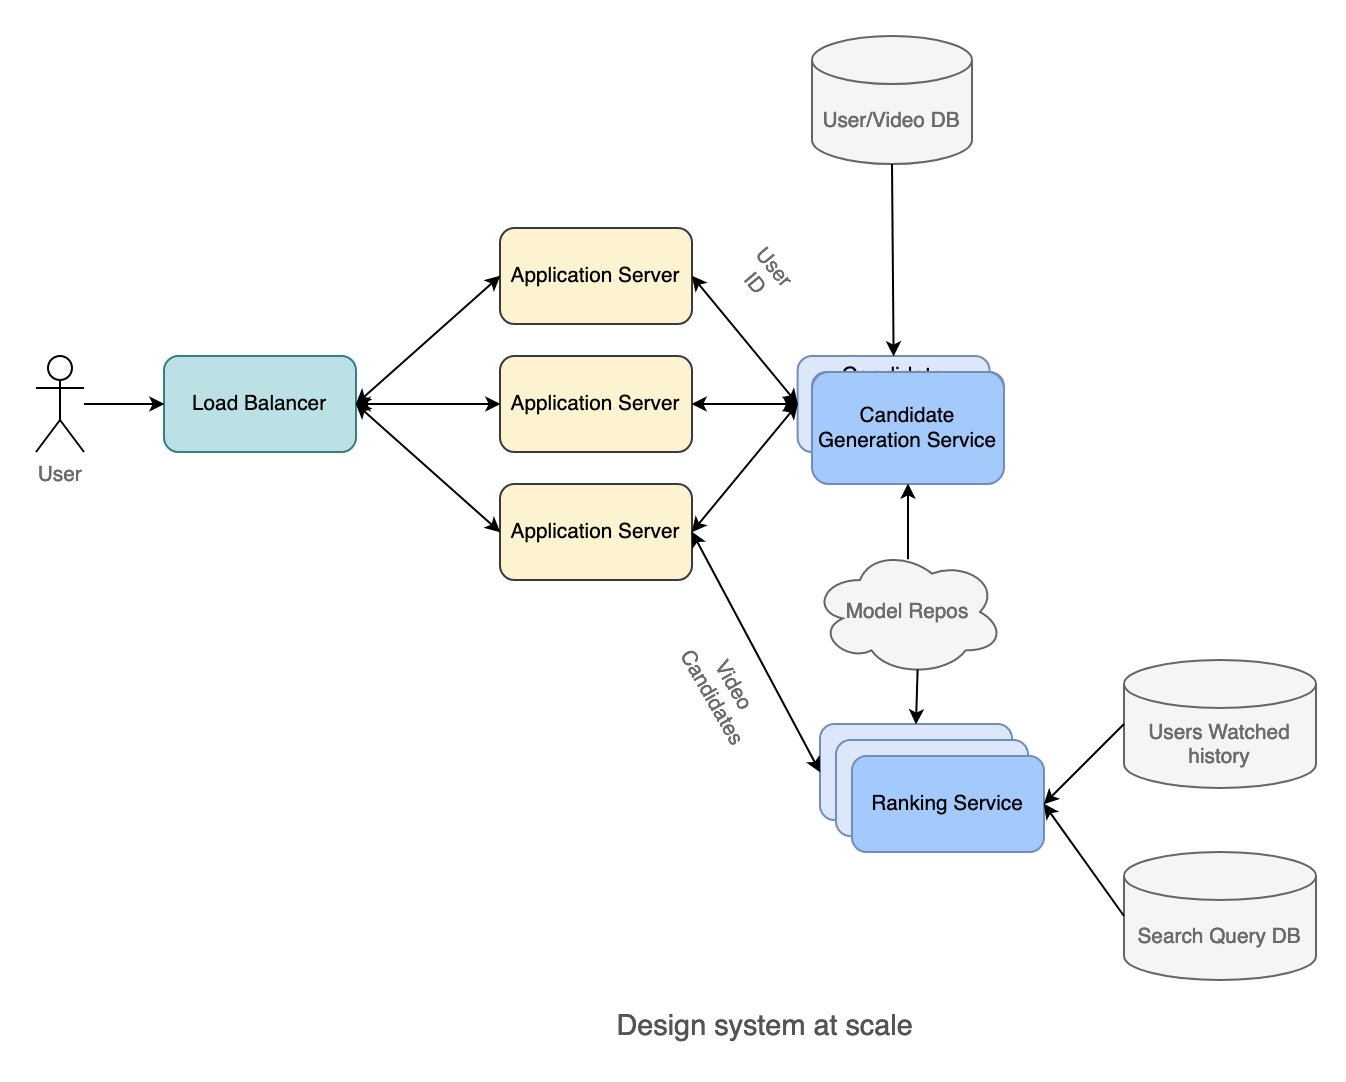 User/Video DB
User
ID
Application Server
Load Balancer
Application Server
Candidate
Generation Service
User
Application Server
Model Repos
Video
Candidates
Users Watched
history
Ranking Service
Search Query DB
Design system at scale